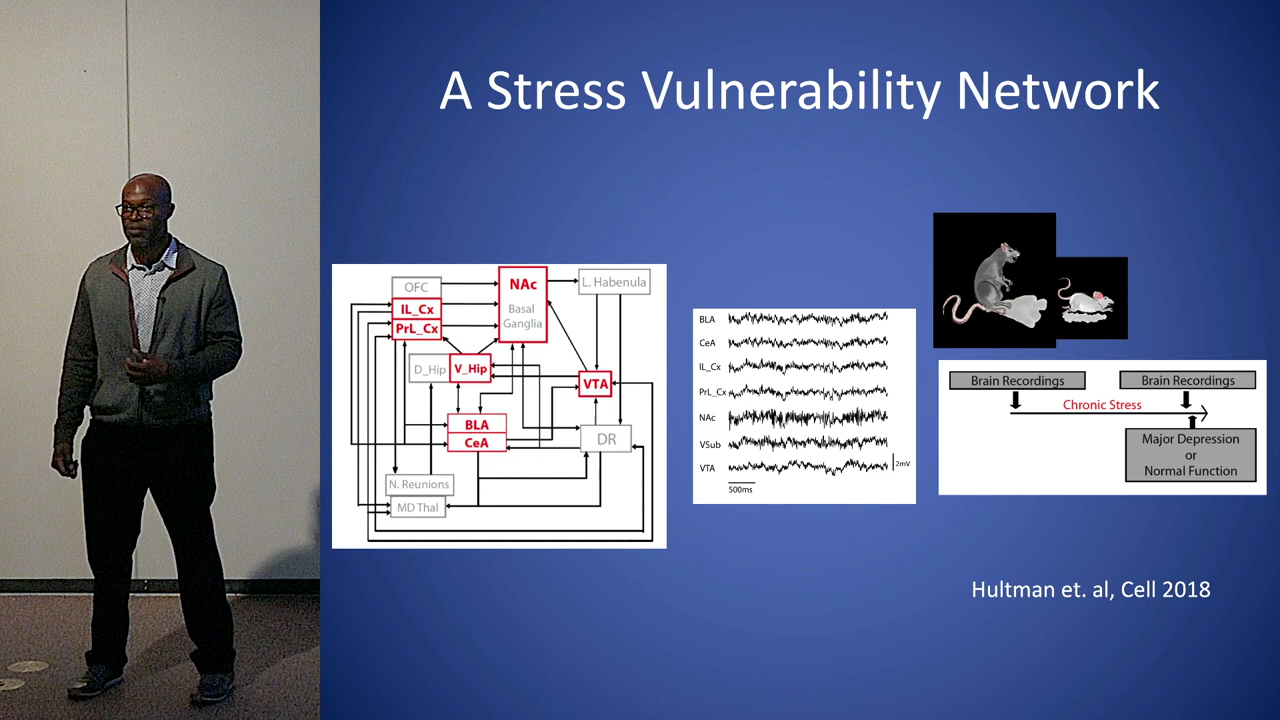 A Stress Vulnerability Network
OFC
IL_Cx
PrL_Cx
NAc
Basal
Ganglia
L. Habenula
D_Hip
V_Hip
VTA
BLA
CeA
DR
N. Reunions
MD Thal
BLA
CeA
IL_Cx
PrL_Cx
NAc
VSub
VTA
2mV
500ms
Brain Recordings
Brain Recordings
Chronic Stress
Major Depression
or
Normal Function
Hultman et. al, Cell 2018